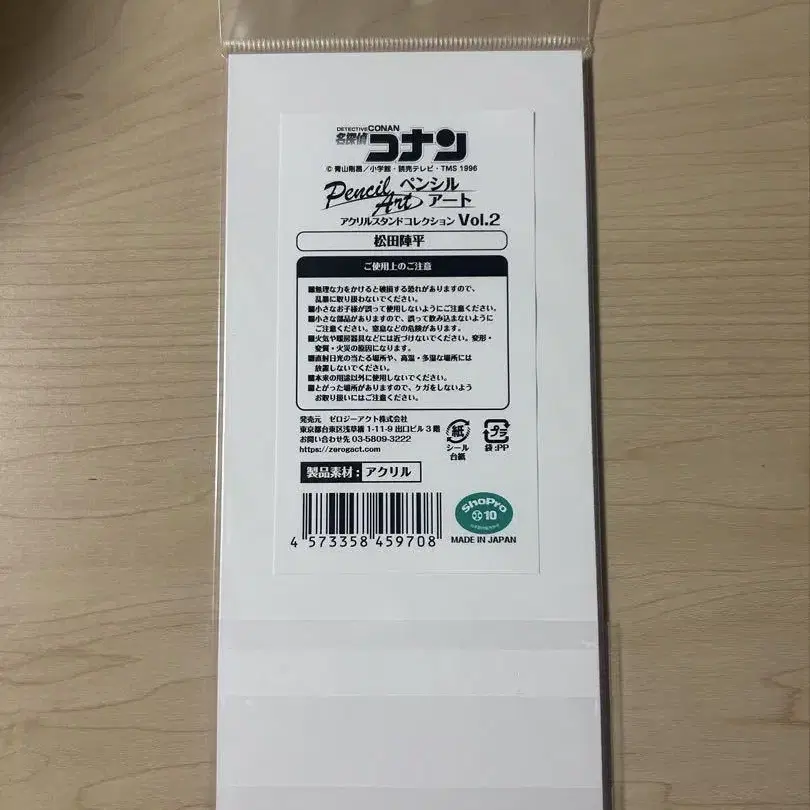 DETECTIVE CONAN
名探偵 コナン
© 青山剛昌/小学館・読売テレビ・TMS 1996
Pencil Art ペンシルアート
アクリルスタンドコレクション Vol.2
松田陣平
ご使用上のご注意
■無理な力をかけると破損する恐れがありますので、
乱暴に取り扱わないでください。
■小さなお子様が誤って使用しないようにご注意ください。
■小さな部品がありますので、誤って飲み込まないように
ご注意ください。窒息などの危険があります。
■火気や暖房器具などには近づけないでください。変形・
変質・火災の原因になります。
■直射日光の当たる場所や、高温・多湿な場所には
放置しないでください。
■本来の用途以外に使用しないでください。
■とがった場所がありますので、ケガをしないよう
お取り扱いにはご注意ください。
発売元 ゼロジーアクト株式会社
東京都台東区浅草橋 1-11-9 出口ビル 3 階
お問い合わせ先 03-5809-3222
https://zerogact.com
紙
シール
台紙
プラ
袋:PP
製品素材:アクリル
4 573358 459708
ShoPro
10
MADE IN JAPAN